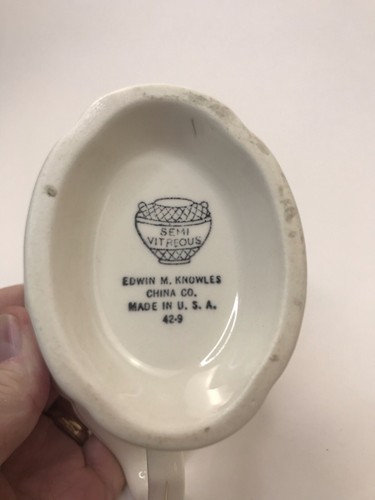 SEMI
VITREOUS
EDWIN M. KNOWLES
CHINA CO.
MADE IN U. S. A.
42-9